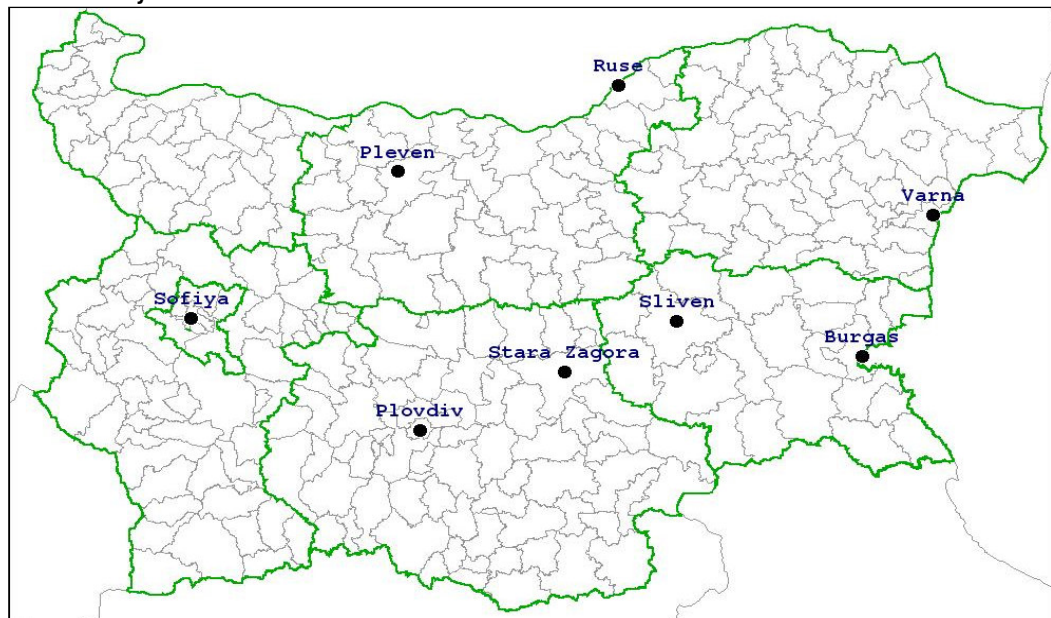 Ruse
Pleven
Varna
Sofiya
Sliven
Burgas
Stara Zagora
Plovdiv